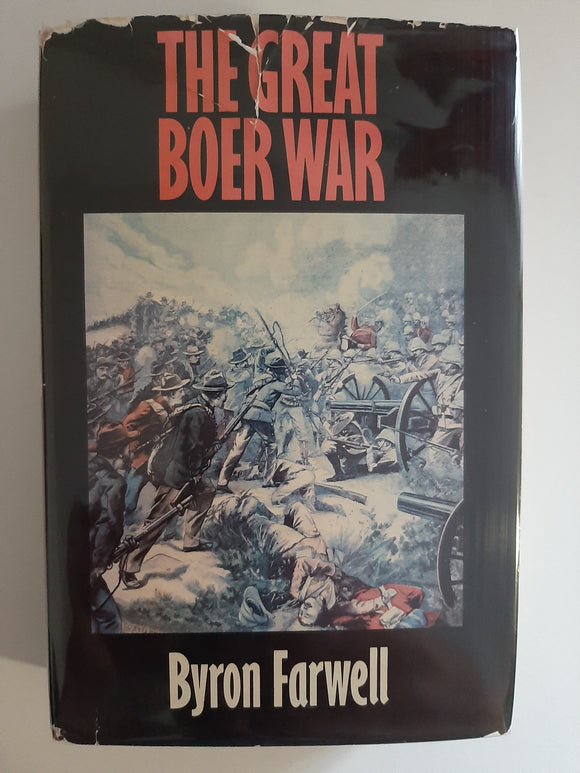 THE GREAT
BOER WAR
Byron Farwell